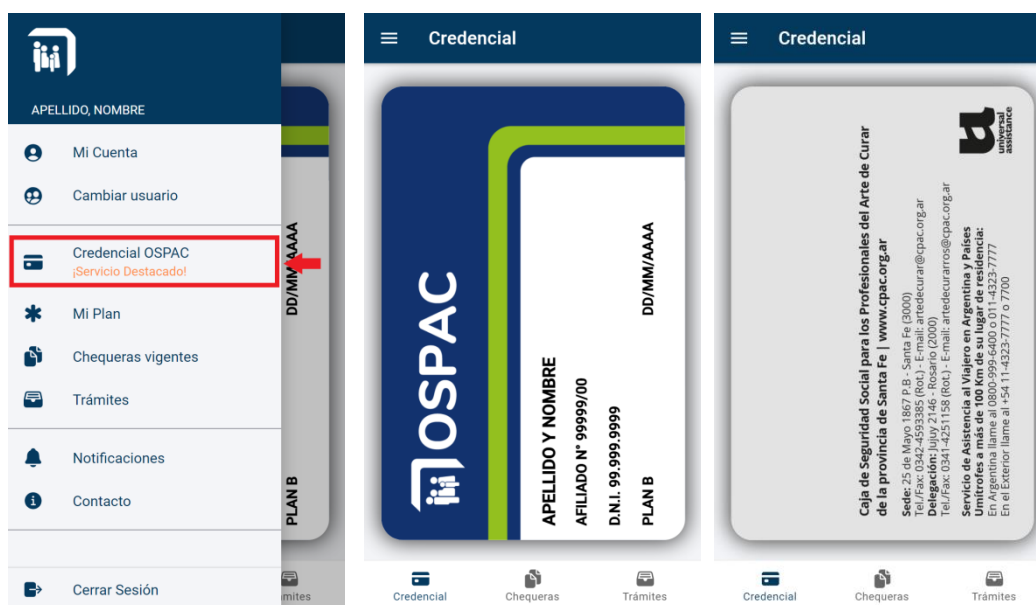 APELLIDO, NOMBRE
Mi Cuenta
Cambiar usuario
Credencial OSPAC
¡Servicio Destacado!
Mi Plan
Chequeras vigentes
Trámites
Notificaciones
Contacto
Cerrar Sesión
DD/MM/AAAA
PLAN B
mites
Credencial
OSPAC
APELLIDO Y NOMBRE
AFILIADO N° 99999/00
D.N.I. 99.999.9999
PLAN B DD/MM/AAAA
Credencial Chequeras Trámites
Credencial
Caja de Seguridad Social para los Profesionales del Arte de Curar
de la provincia de Santa Fe | www.cpac.org.ar
Sede: 25 de Mayo 1867 P.B - Santa Fe (3000)
Tel./Fax: 0342-4593385 (Rot.) - E-mail: artedecurar@cpac.org.ar
Delegación: Jujuy 2146 - Rosario (2000)
Tel./Fax: 0341-4251158 (Rot.) - E-mail: artedecurarros@cpac.org.ar
Servicio de Asistencia al Viajero en Argentina y Países
Umítrofes a más de 100 Km de su lugar de residencia:
En Argentina llame al 0800-999-6400 o 011-4323-7777
En el Exterior llame al +54 11-4323-7777 o 7700
universal
assistance
Credencial Chequeras Trámites